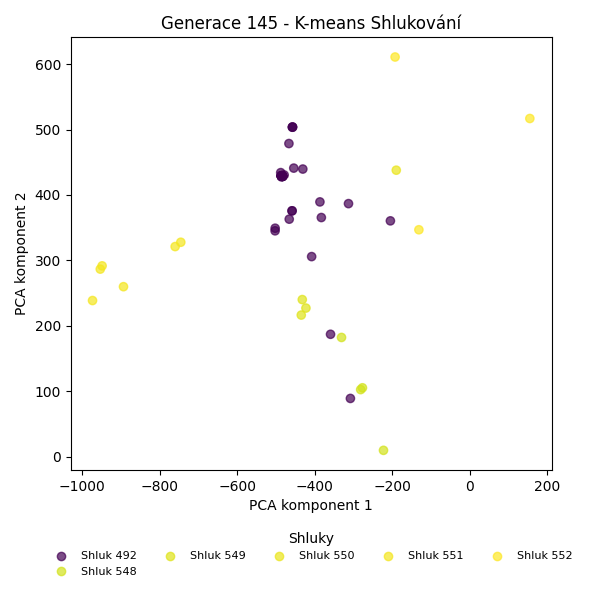 Generace 145 - K-means Shlukování
600
500
400
300
200
100
0
PCA komponent 2
−1000 −800 −600 −400 −200 0 200
PCA komponent 1
Shluky
Shluk 492 Shluk 549 Shluk 550 Shluk 551 Shluk 552
Shluk 548